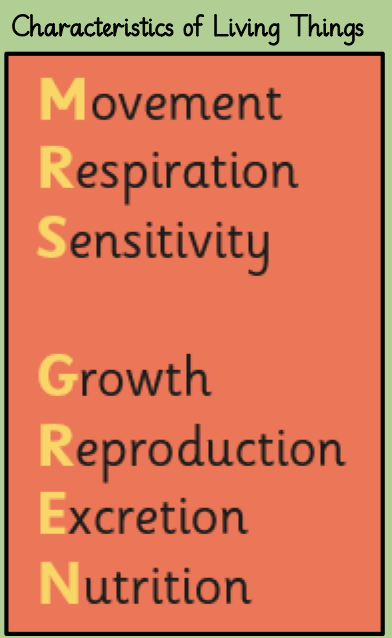 Characteristics of Living Things
Movement
Respiration
Sensitivity
Growth
Reproduction
Excretion
Nutrition